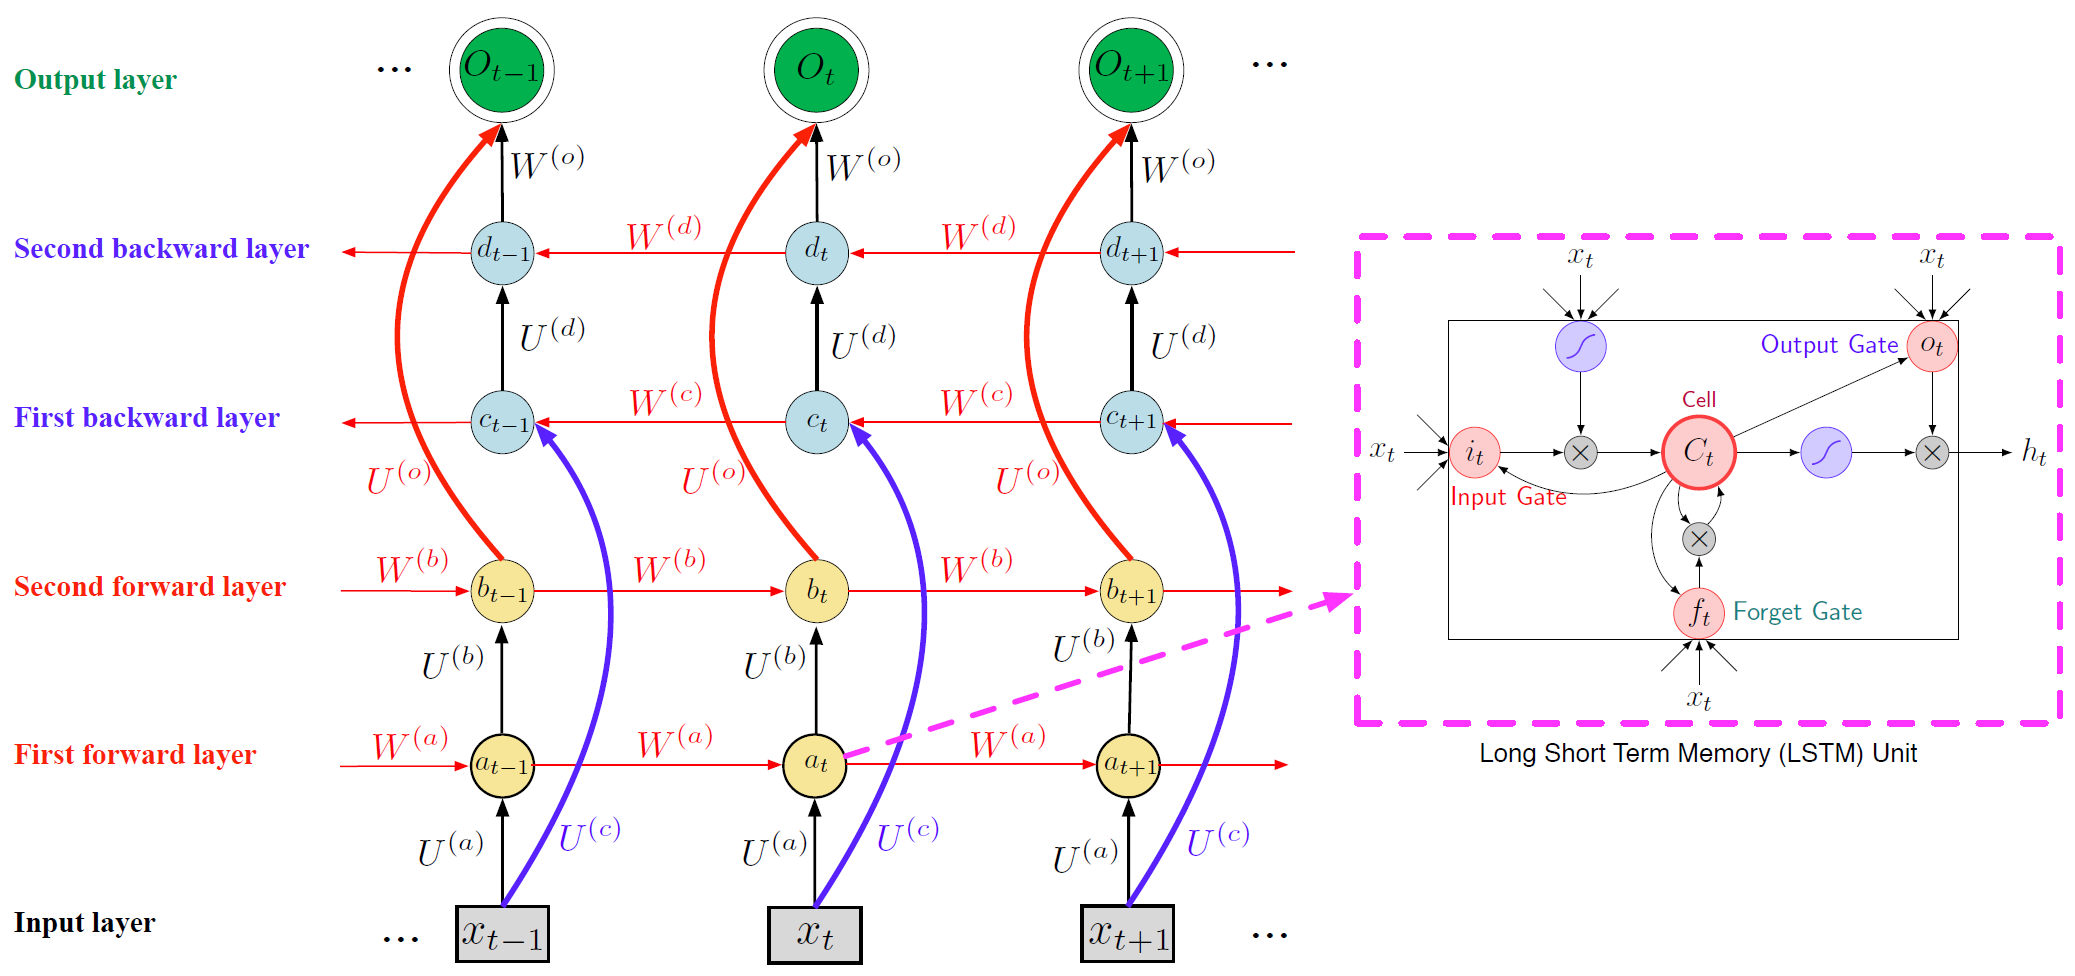 Output layer ... O_{t-1} O_t O_{t+1} ...
W^{(o)} W^{(o)} W^{(o)}
Second backward layer d_{t-1} W^{(d)} d_t W^{(d)} d_{t+1}
U^{(d)} U^{(d)} U^{(d)}
First backward layer c_{t-1} W^{(c)} c_t W^{(c)} c_{t+1}
U^{(o)} U^{(o)} U^{(o)}
Second forward layer W^{(b)} b_{t-1} W^{(b)} b_t W^{(b)} b_{t+1}
U^{(b)} U^{(b)} U^{(b)}
First forward layer W^{(a)} a_{t-1} W^{(a)} a_t W^{(a)} a_{t+1}
U^{(a)} U^{(c)} U^{(a)} U^{(c)} U^{(a)} U^{(c)}
Input layer ... x_{t-1} x_t x_{t+1} ...
x_t x_t
Output Gate o_t
Cell
x_t i_t × C_t × h_t
Input Gate
×
f_t Forget Gate
x_t
Long Short Term Memory (LSTM) Unit